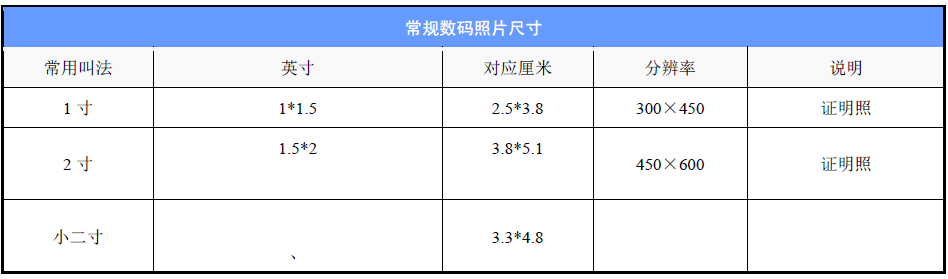 常规数码照片尺寸
常用叫法 英寸 对应厘米 分辨率 说明
1 寸 1*1.5 2.5*3.8 300×450 证明照
2 寸 1.5*2 3.8*5.1 450×600 证明照
小二寸 、 3.3*4.8